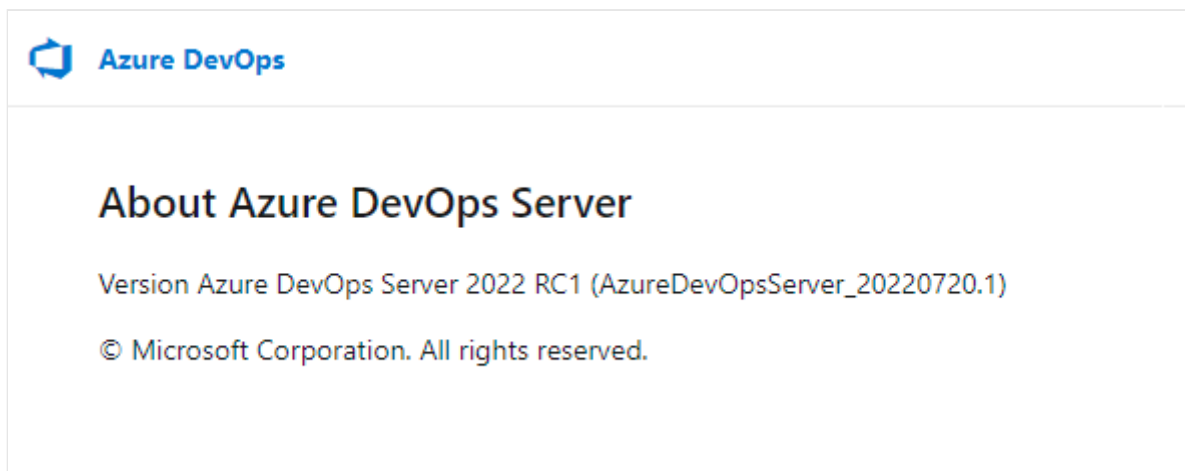 Azure DevOps
About Azure DevOps Server
Version Azure DevOps Server 2022 RC1 (AzureDevOpsServer_20220720.1)
© Microsoft Corporation. All rights reserved.